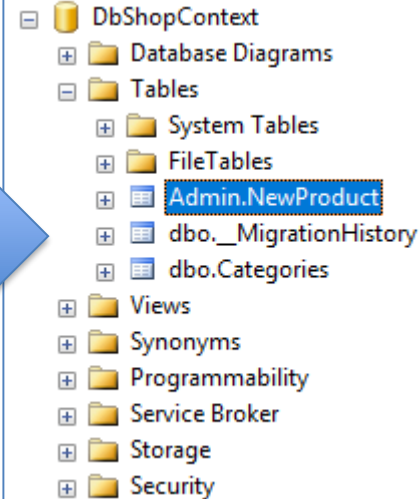 DbShopContext
Database Diagrams
Tables
System Tables
FileTables
Admin.NewProduct
dbo.__MigrationHistory
dbo.Categories
Views
Synonyms
Programmability
Service Broker
Storage
Security